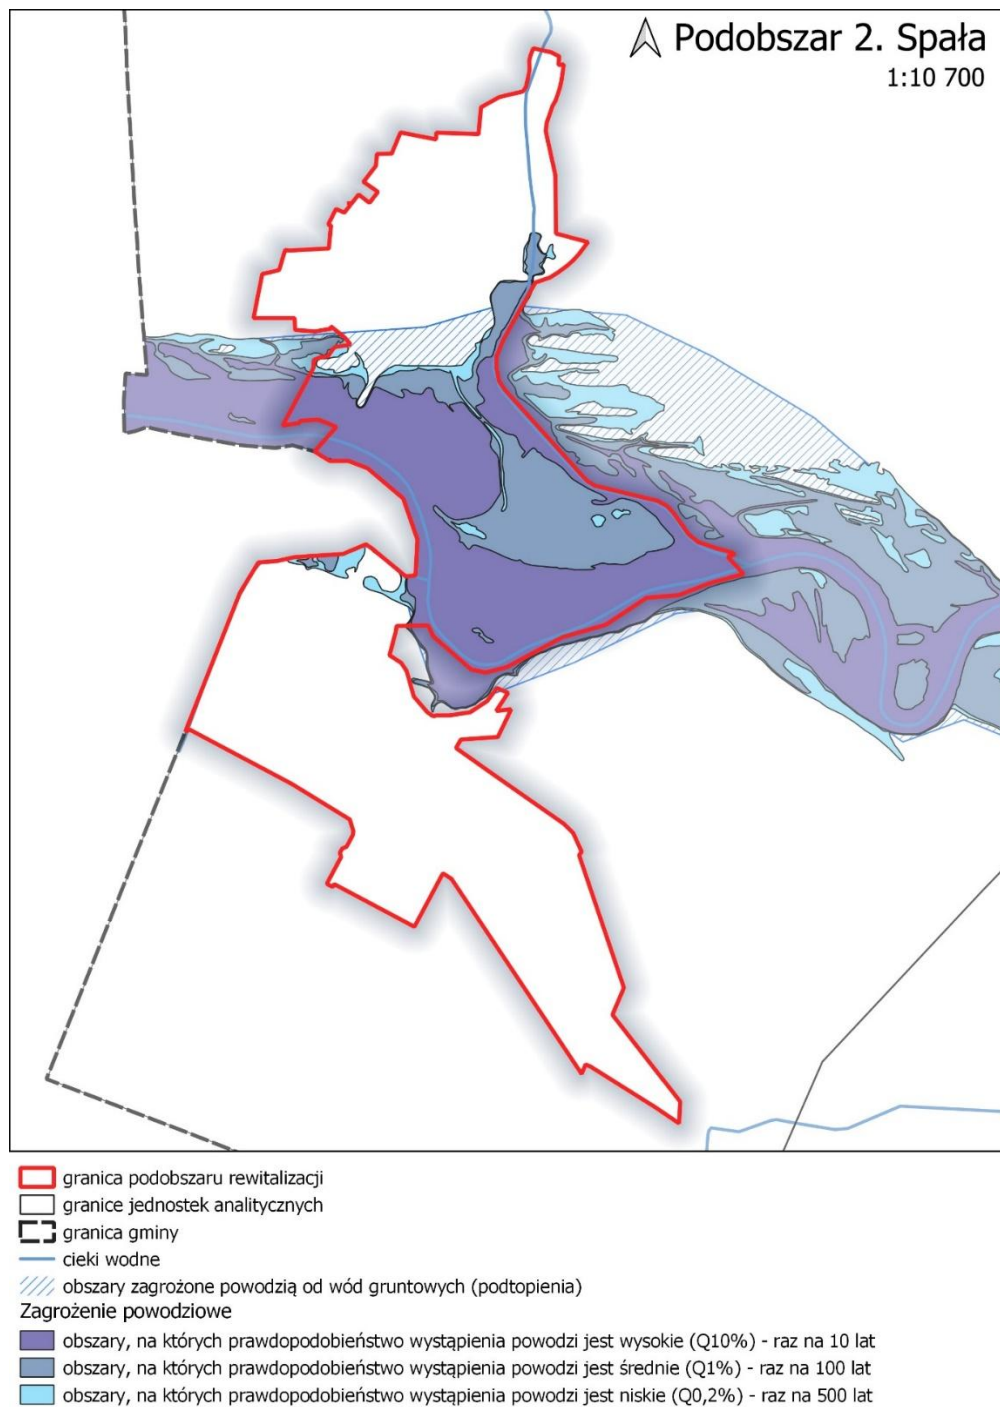 Podobszar 2. Spała
1:10 700
granica podobszaru rewitalizacji
granice jednostek analitycznych
granica gminy
cieki wodne
obszary zagrożone powodzią od wód gruntowych (podtopienia)
Zagrożenie powodziowe
obszary, na których prawdopodobieństwo wystąpienia powodzi jest wysokie (Q10%) - raz na 10 lat
obszary, na których prawdopodobieństwo wystąpienia powodzi jest średnie (Q1%) - raz na 100 lat
obszary, na których prawdopodobieństwo wystąpienia powodzi jest niskie (Q0,2%) - raz na 500 lat